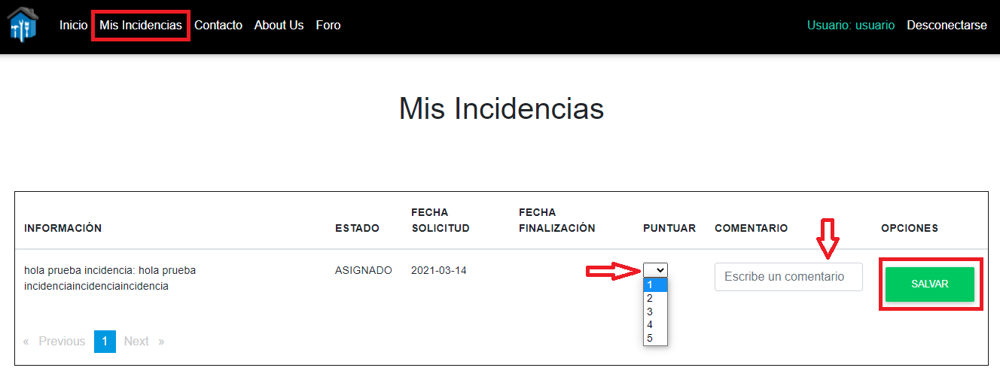 Inicio Mis Incidencias Contacto About Us Foro Usuario: usuario Desconectarse
Mis Incidencias
INFORMACIÓN ESTADO FECHA SOLICITUD FECHA FINALIZACIÓN PUNTUAR COMENTARIO OPCIONES
hola prueba incidencia: hola prueba
incidenciaincidenciaincidencia
ASIGNADO 2021-03-14
1
2
3
4
5
Escribe un comentario
SALVAR
« Previous 1 Next »